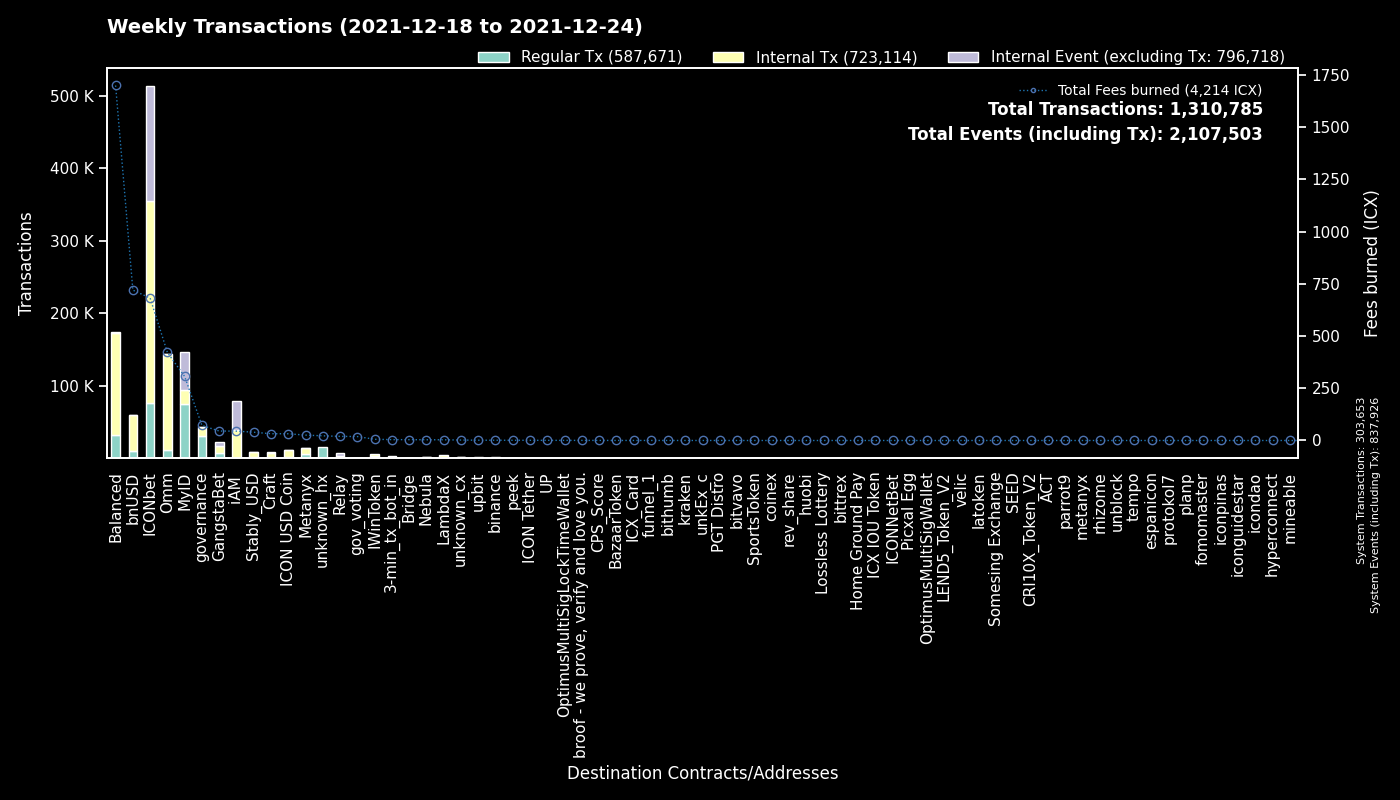 Weekly Transactions (2021-12-18 to 2021-12-24)
Regular Tx (587,671)
Internal Tx (723,114)
Internal Event (excluding Tx: 796,718)
Total Fees burned (4,214 ICX)
Total Transactions: 1,310,785
Total Events (including Tx): 2,107,503
Transactions
500 K
400 K
300 K
200 K
100 K
1750
1500
1250
1000
750
500
250
0
Fees burned (ICX)
System Transactions: 303,653
System Events (including Tx): 837,926
Balanced
bnUSD
ICONbet
Omm
MyID
governance
GangstaBet
iAM
Stably_USD
Craft
ICON USD Coin
Metanyx
unknown_hx
Relay
gov_voting
IWinToken
3-min_tx_bot_in
Bridge
Nebula
LambdaX
unknown_cx
upbit
binance
peek
ICON Tether
UP
OptimusMultiSigLockTimeWallet
broof - we prove, verify and love you.
CPS_Score
BazaarToken
ICX_Card
funnel_1
bithumb
kraken
unkEx_c
PGT Distro
bitvavo
SportsToken
coinex
rev_share
huobi
Lossless Lottery
bittrex
Home Ground Pay
ICX IOU Token
ICONNetBet
Picxal Egg
OptimusMultiSigWallet
LEND5_Token_V2
velic
latoken
Somesing Exchange
SEED
CRI10X_Token_V2
ACT
parrot9
metanyx
rhizome
unblock
tempo
espanicon
protokol7
planp
fomomaster
iconpinas
iconguidestar
icondao
hyperconnect
mineable
Destination Contracts/Addresses